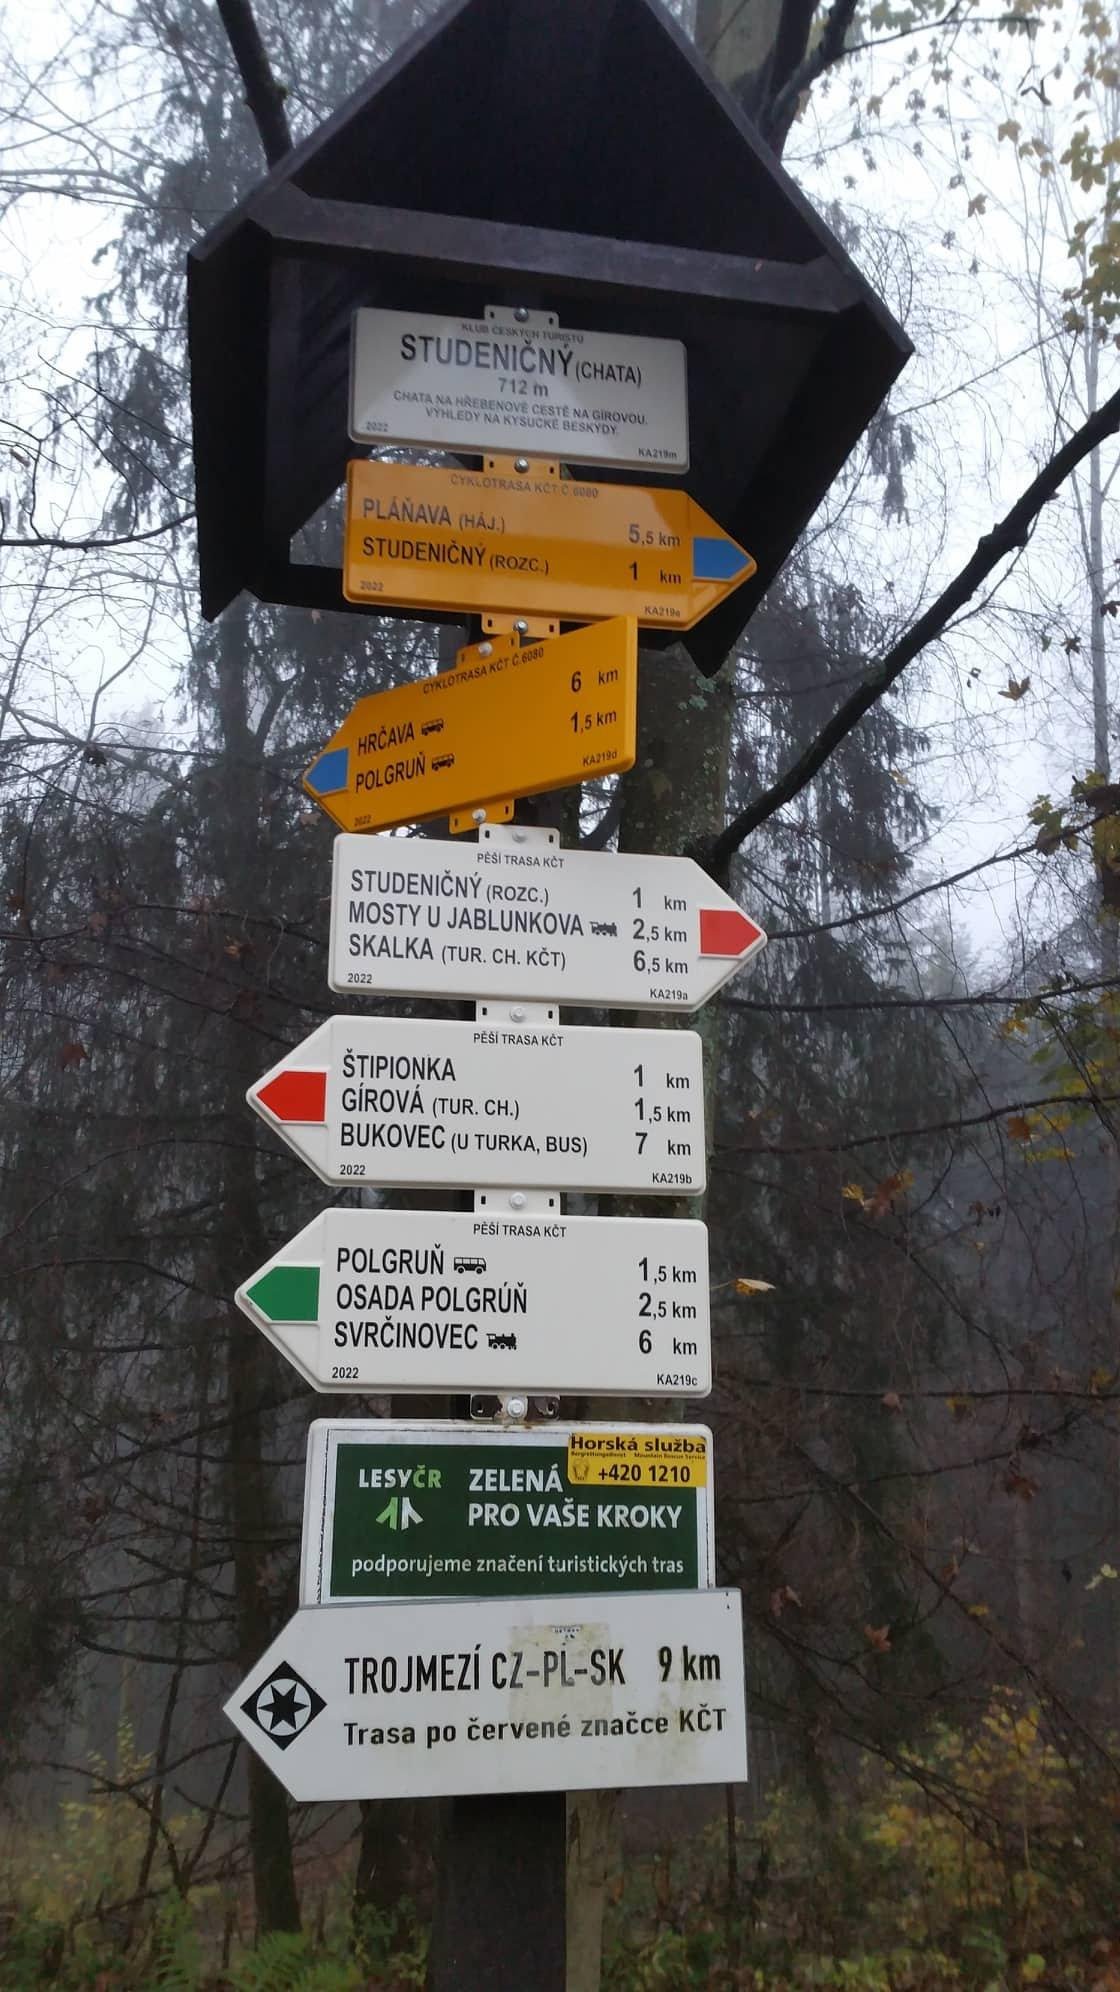 KLUB ČESKÝCH TURISTŮ
STUDENIČNÝ (CHATA)
712 m
CHATA NA HŘEBENOVÉ CESTĚ NA GÍROVOU.
VÝHLEDY NA KYSUCKÉ BESKYDY.
2022 KA219m
CYKLOTRASA KČT Č.6080
PLÁŇAVA (HÁJ.) 5,5 km
STUDENIČNÝ (ROZC.) 1 km
2022 KA219e
CYKLOTRASA KČT Č.6080
HRČAVA 6 km
POLGRUŇ 1,5 km
2022 KA219d
PĚŠÍ TRASA KČT
STUDENIČNÝ (ROZC.) 1 km
MOSTY U JABLUNKOVA 2,5 km
SKALKA (TUR. CH. KČT) 6,5 km
2022 KA219a
PĚŠÍ TRASA KČT
ŠTIPIONKA 1 km
GÍROVÁ (TUR. CH.) 1,5 km
BUKOVEC (U TURKA, BUS) 7 km
2022 KA219b
PĚŠÍ TRASA KČT
POLGRUŇ 1,5 km
OSADA POLGRÚŇ 2,5 km
SVRČINOVEC 6 km
2022 KA219c
Horská služba
Bergrettungsdienst Mountain Rescue Service
+420 1210
LESYČR ZELENÁ
PRO VAŠE KROKY
podporujeme značení turistických tras
TROJMEZÍ CZ-PL-SK 9 km
Trasa po červené značce KČT